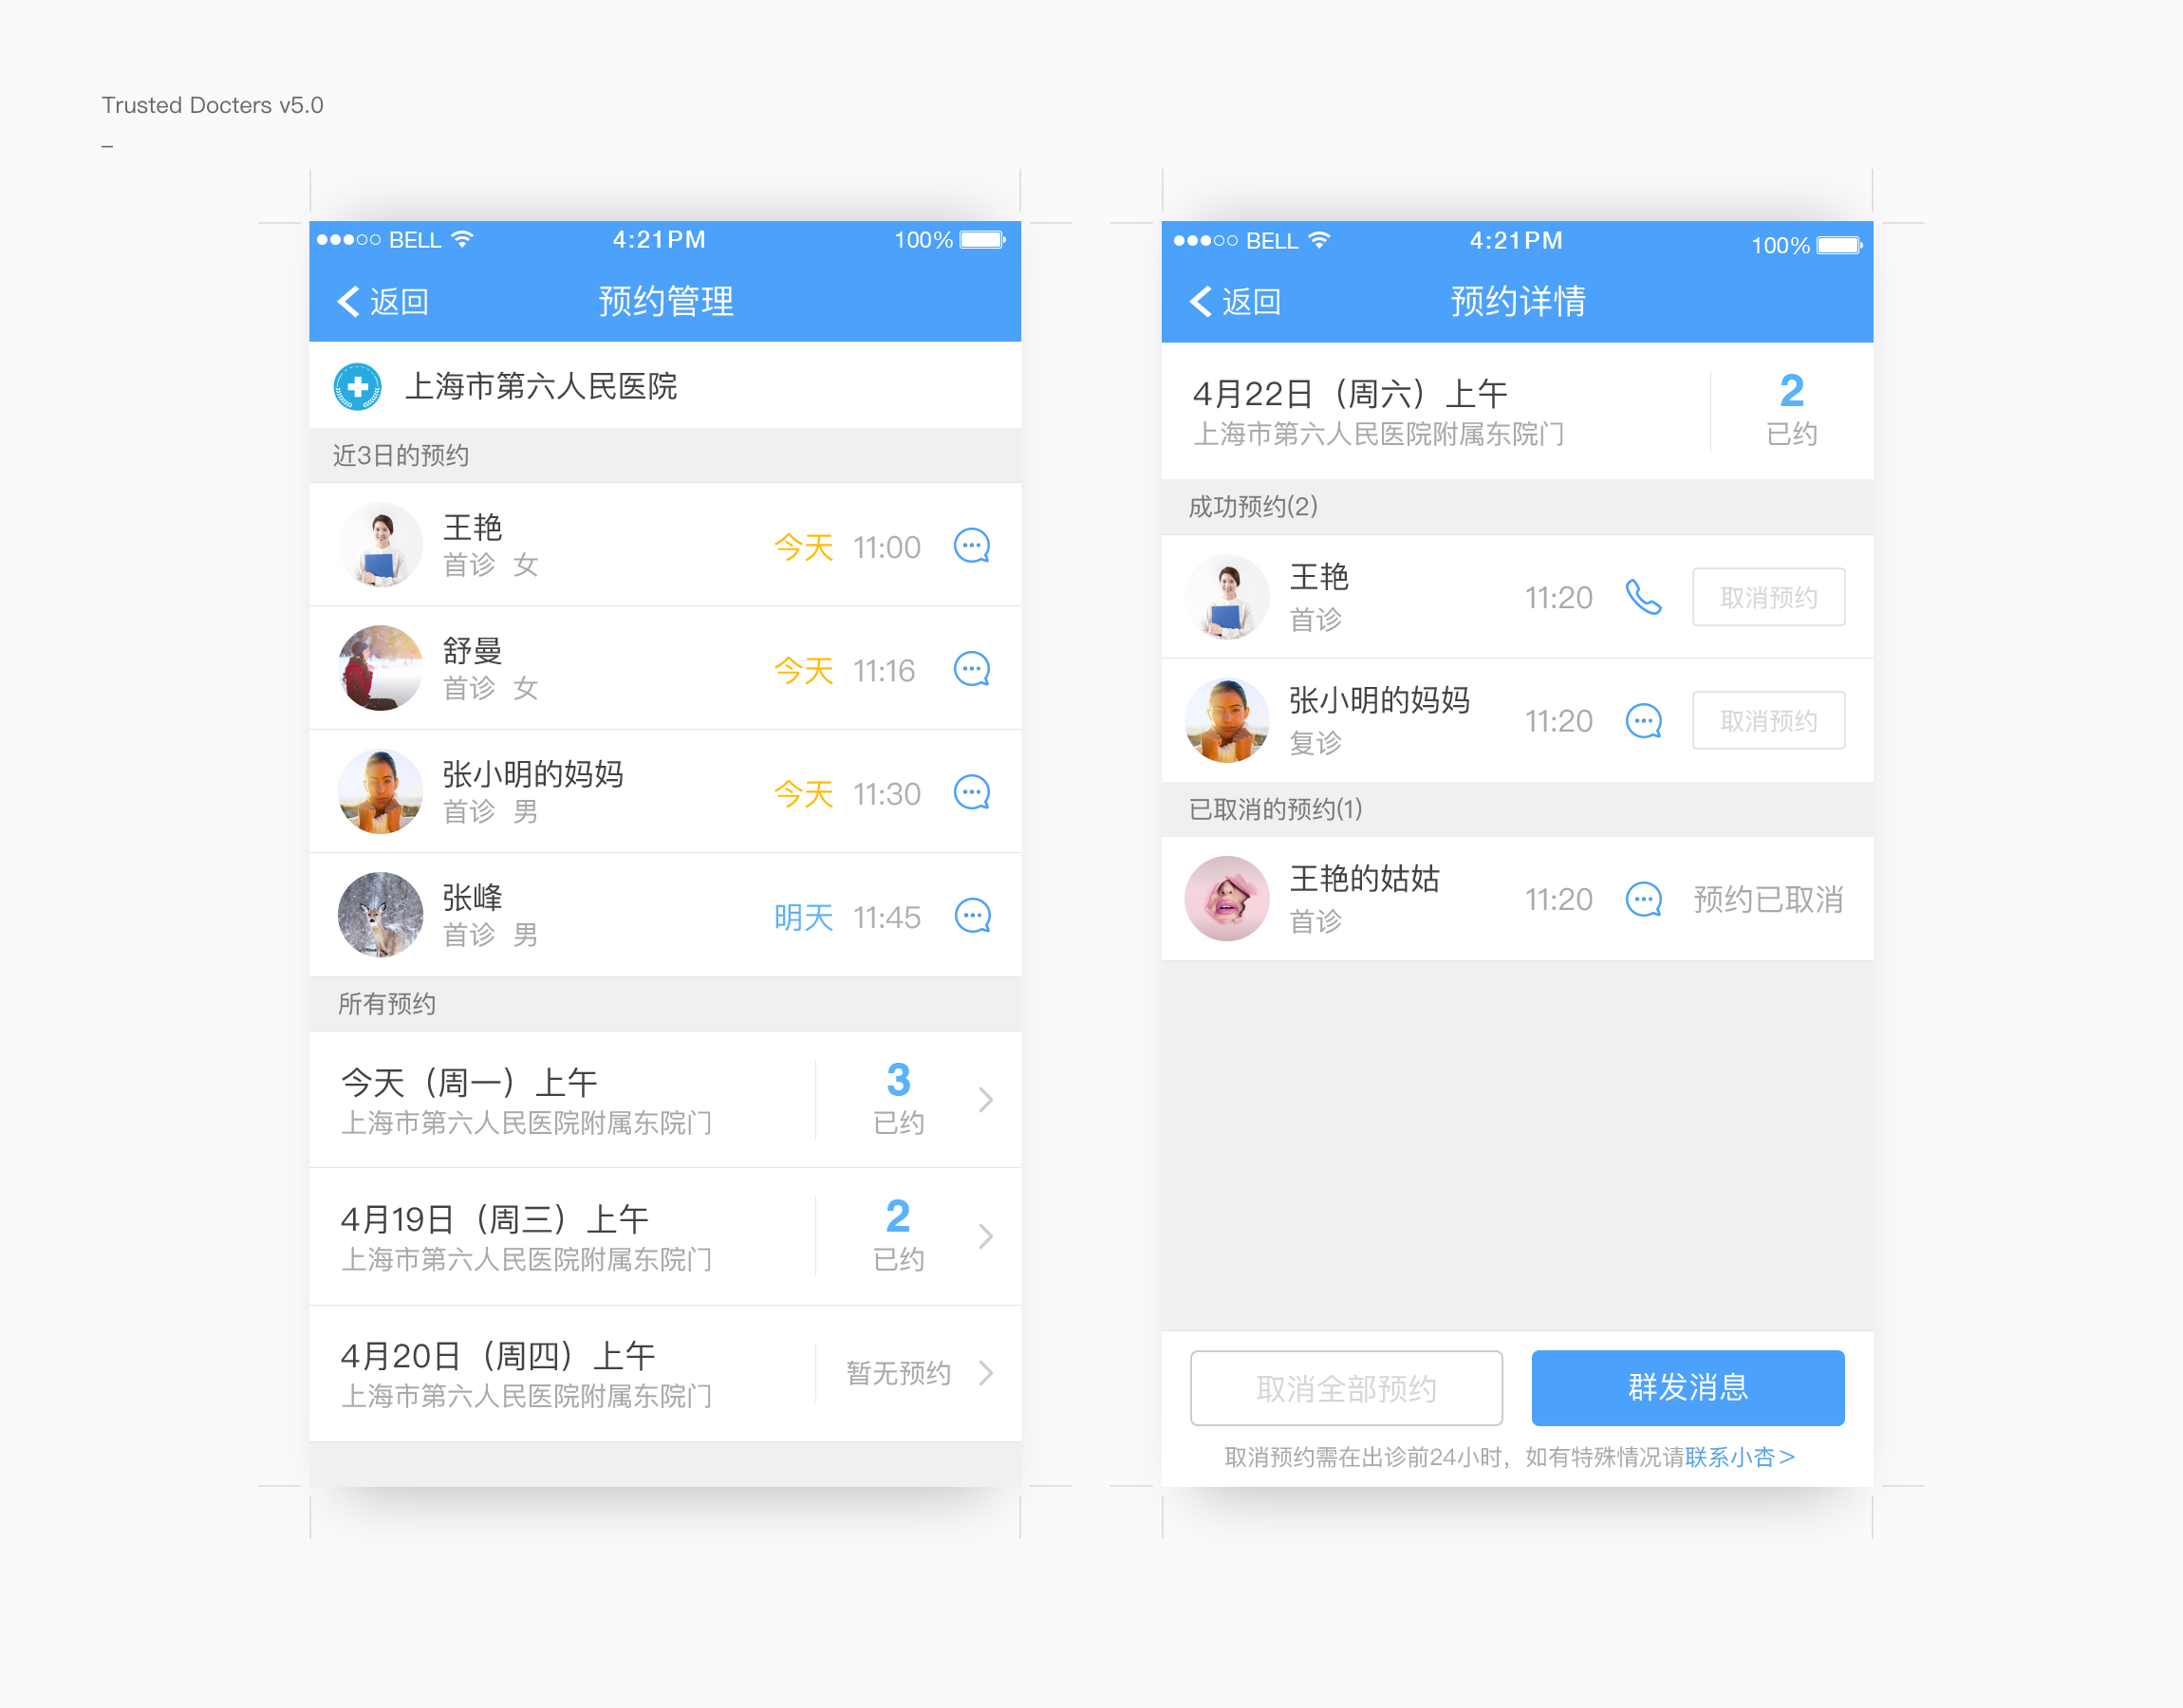 Trusted Docters v5.0
–
BELL 4:21PM 100%
返回 预约管理
上海市第六人民医院
近3日的预约
王艳
首诊 女
今天 11:00
舒曼
首诊 女
今天 11:16
张小明的妈妈
首诊 男
今天 11:30
张峰
首诊 男
明天 11:45
所有预约
今天（周一）上午
上海市第六人民医院附属东院门
3
已约
4月19日（周三）上午
上海市第六人民医院附属东院门
2
已约
4月20日（周四）上午
上海市第六人民医院附属东院门
暂无预约
BELL 4:21PM 100%
返回 预约详情
4月22日（周六）上午
上海市第六人民医院附属东院门
2
已约
成功预约(2)
王艳
首诊
11:20 取消预约
张小明的妈妈
复诊
11:20 取消预约
已取消的预约(1)
王艳的姑姑
首诊
11:20 预约已取消
取消全部预约 群发消息
取消预约需在出诊前24小时，如有特殊情况请联系小杏>